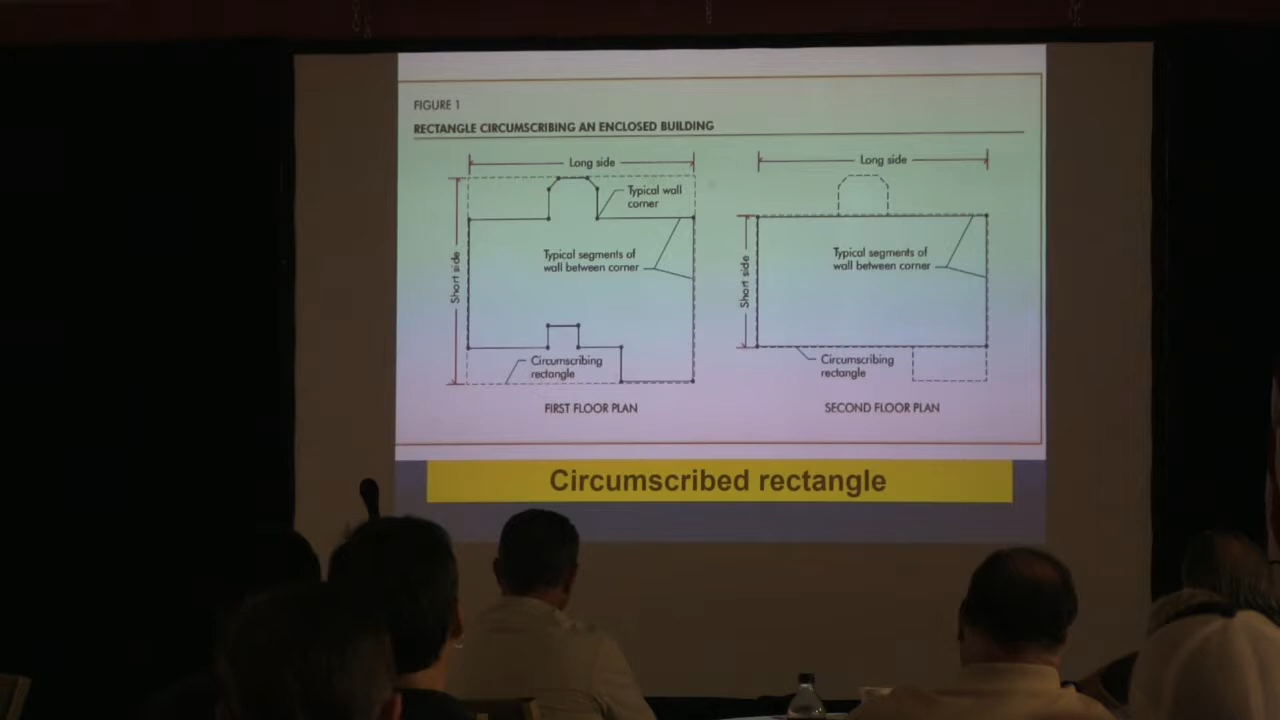 FIGURE 1
RECTANGLE CIRCUMSCRIBING AN ENCLOSED BUILDING
Long side
Typical wall
corner
Typical segments of
wall between corner
Short side
Circumscribing
rectangle
FIRST FLOOR PLAN
Long side
Typical segments of
wall between corner
Short side
Circumscribing
rectangle
SECOND FLOOR PLAN
Circumscribed rectangle